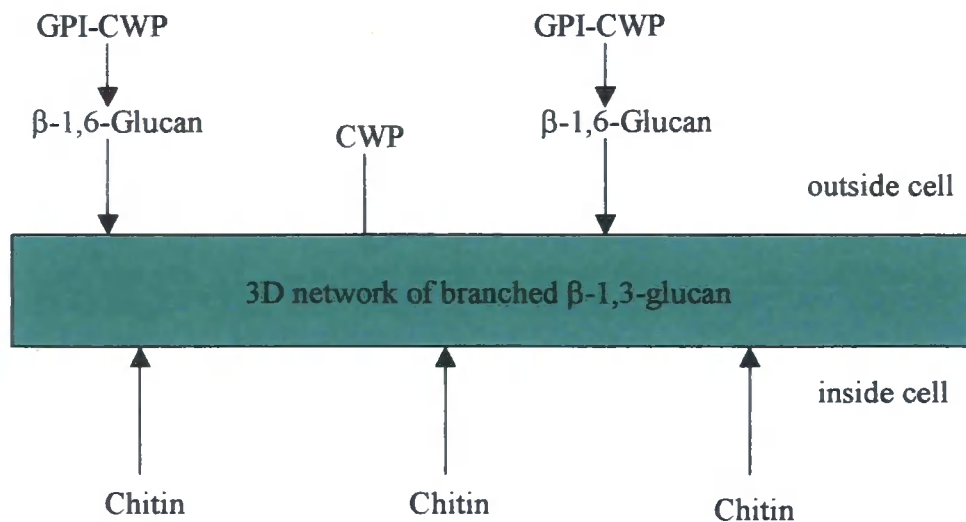 GPI-CWP GPI-CWP
β-1,6-Glucan β-1,6-Glucan
CWP
outside cell
3D network of branched β-1,3-glucan
inside cell
Chitin Chitin Chitin